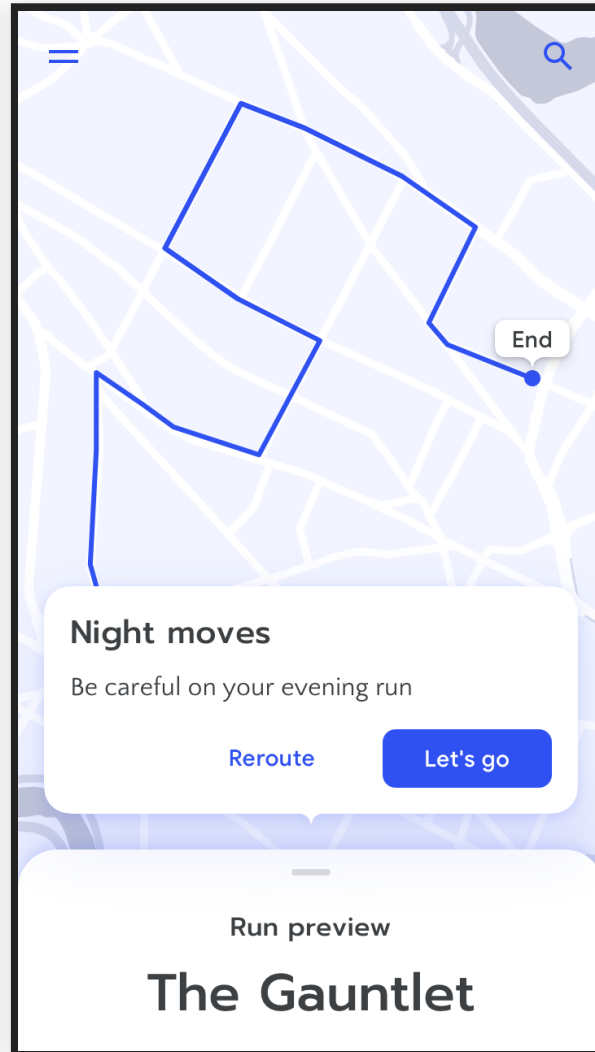 End
Night moves
Be careful on your evening run
Reroute
Let's go
Run preview
The Gauntlet